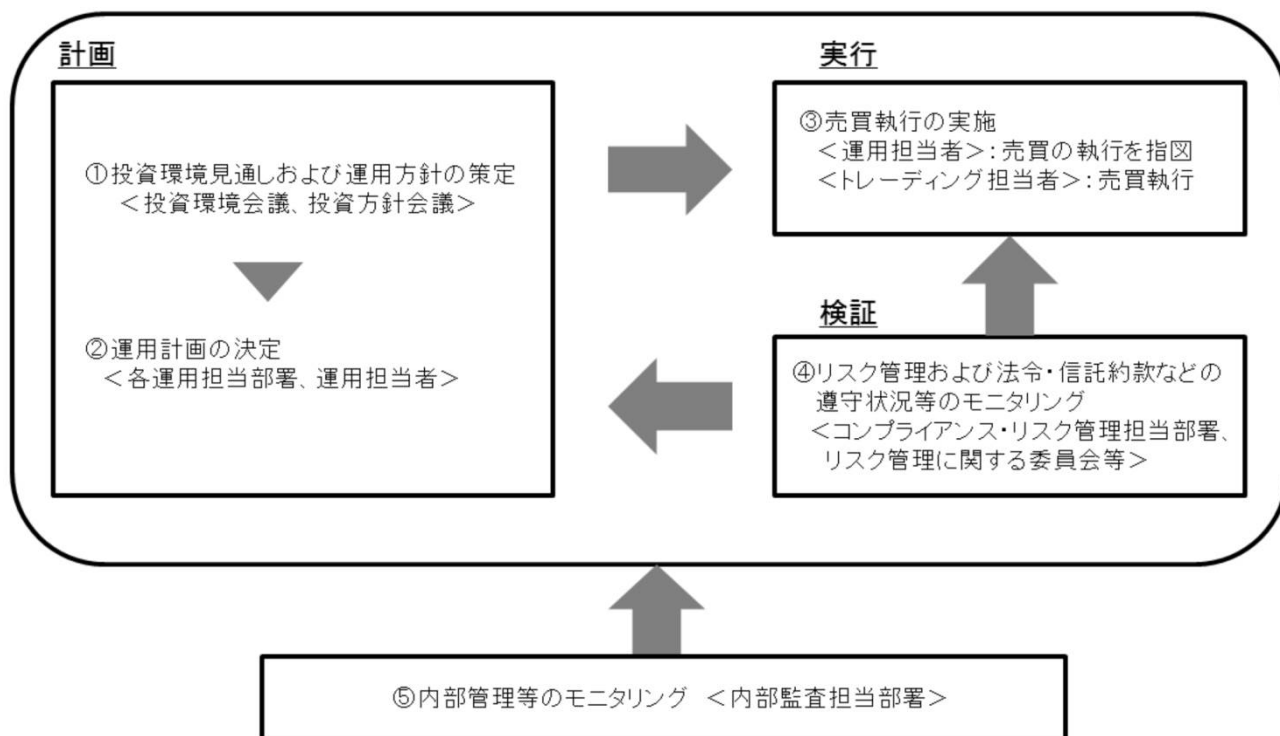 計画
①投資環境見通しおよび運用方針の策定
<投資環境会議、投資方針会議>
②運用計画の決定
<各運用担当部署、運用担当者>
実行
③売買執行の実施
<運用担当者>:売買の執行を指図
<トレーディング担当者>:売買執行
検証
④リスク管理および法令・信託約款などの
遵守状況等のモニタリング
<コンプライアンス・リスク管理担当部署、
リスク管理に関する委員会等>
⑤内部管理等のモニタリング <内部監査担当部署>